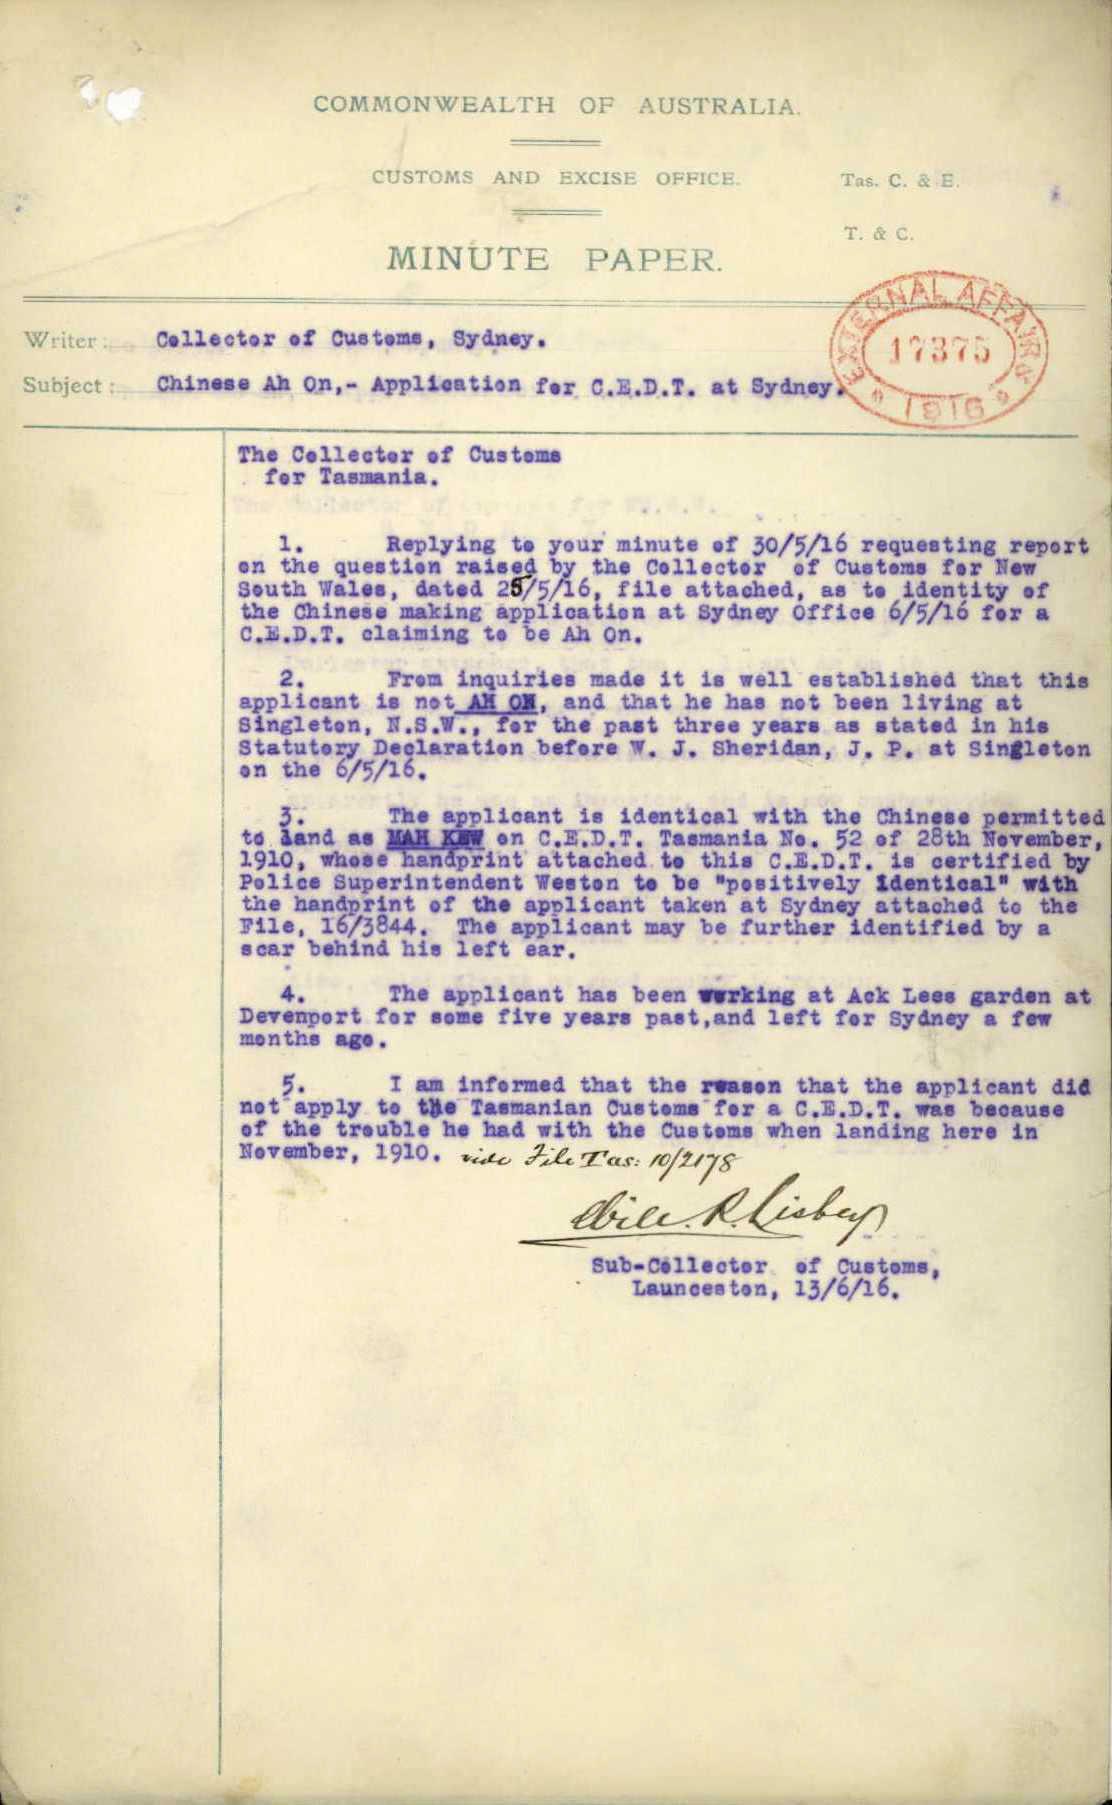 COMMONWEALTH OF AUSTRALIA.
CUSTOMS AND EXCISE OFFICE.
Tas. C. & E.
T. & C.
MINUTE PAPER.
EXTERNAL AFFAIRS
17375
1916
Writer: Collector of Customs, Sydney.
Subject: Chinese Ah On,- Application for C.E.D.T. at Sydney.
The Collector of Customs
for Tasmania.
1. Replying to your minute of 30/5/16 requesting report
on the question raised by the Collector of Customs for New
South Wales, dated 25/5/16, file attached, as to identity of
the Chinese making application at Sydney Office 6/5/16 for a
C.E.D.T. claiming to be Ah On.
2. From inquiries made it is well established that this
applicant is not AH ON, and that he has not been living at
Singleton, N.S.W., for the past three years as stated in his
Statutory Declaration before W. J. Sheridan, J. P. at Singleton
on the 6/5/16.
3. The applicant is identical with the Chinese permitted
to land as MAH KEW on C.E.D.T. Tasmania No. 52 of 28th November,
1910, whose handprint attached to this C.E.D.T. is certified by
Police Superintendent Weston to be "positively identical" with
the handprint of the applicant taken at Sydney attached to the
File, 16/3844. The applicant may be further identified by a
scar behind his left ear.
4. The applicant has been working at Ack Lees garden at
Devenport for some five years past,and left for Sydney a few
months ago.
5. I am informed that the reason that the applicant did
not apply to the Tasmanian Customs for a C.E.D.T. was because
of the trouble he had with the Customs when landing here in
November, 1910. vide File Tas: 10/2178
R. Lisbey
Sub-Collector of Customs,
Launceston, 13/6/16.